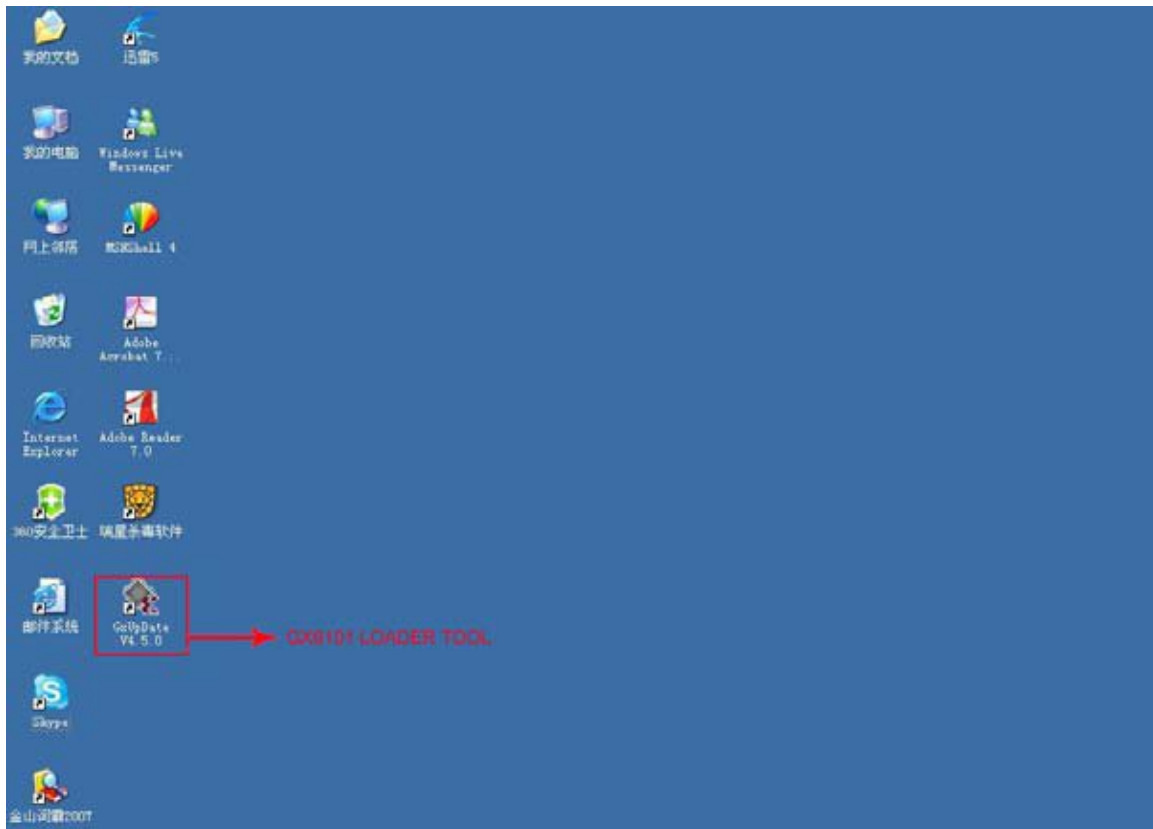 我的文档
迅雷5
我的电脑
Windows Live
Messenger
网上邻居
MSNShell 4
回收站
Adobe
Acrobat 7...
Internet
Explorer
Adobe Reader
7.0
360安全卫士
瑞星杀毒软件
邮件系统
GxUpDate
V4.5.0
LOADER TOOL
Skype
金山词霸2007